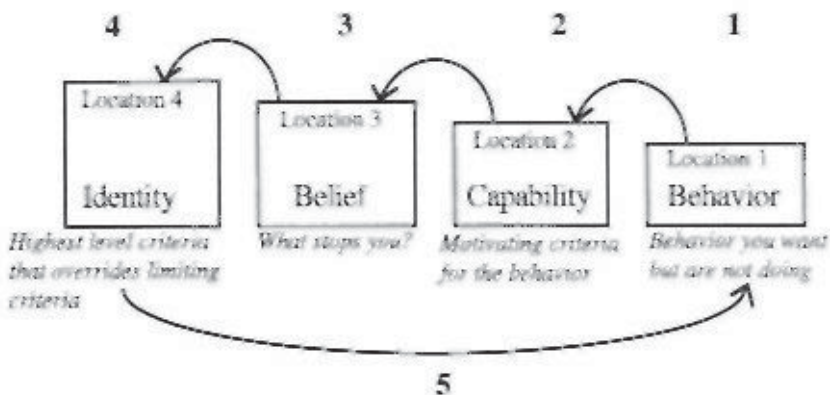 4 3 2 1
Location 4
Identity
Highest level criteria
that overrides limiting
criteria
Location 3
Belief
What stops you?
Location 2
Capability
Motivating criteria
for the behavior
Location 1
Behavior
Behavior you want
but are not doing
5